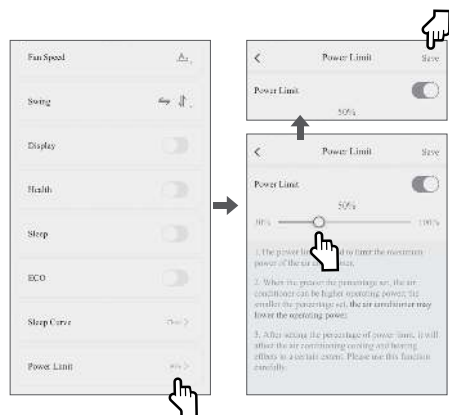 Fan Speed
Swing
Display
Health
Sleep
ECO
Sleep Curve
Power Limit
Power Limit
Save
Power Limit
50%
Power Limit
Save
Power Limit
50%
30%
100%
1. The power to limit the maximum
power of the air
2. When the greater the percentage set, the air
conditioner can be higher operating power; the
smaller the percentage set, the air conditioner may
lower the operating power.
3. After setting the percentage of power limit, it will
affect the air conditioning cooling and heating
effects to a certain extent. Please use this function
carefully.